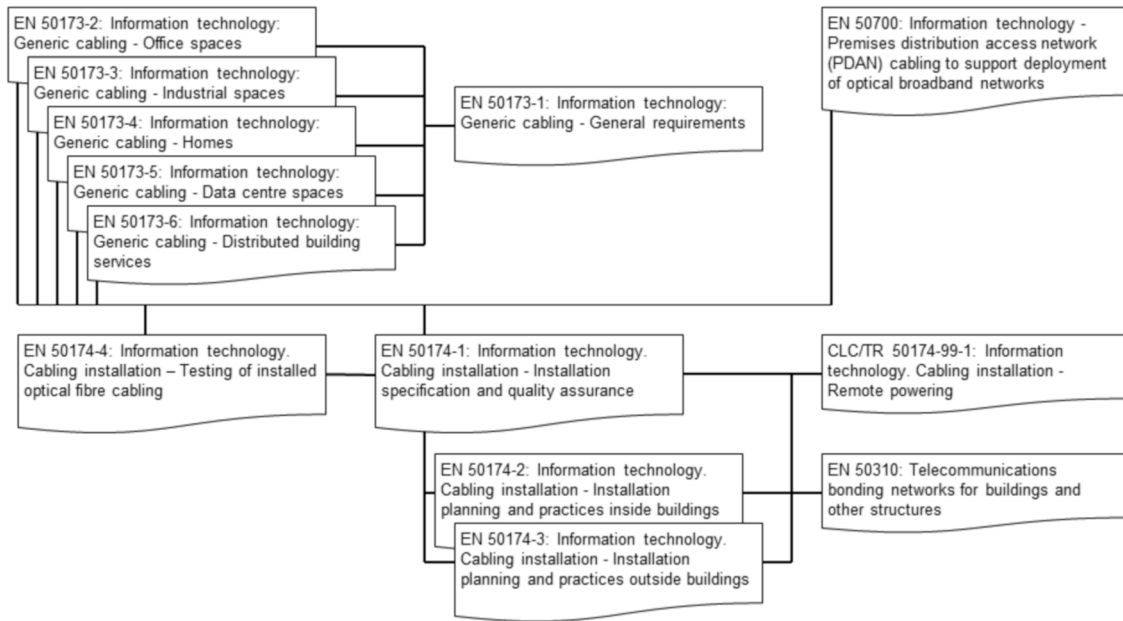 EN 50173-2: Information technology:
Generic cabling - Office spaces
EN 50173-3: Information technology:
Generic cabling - Industrial spaces
EN 50173-4: Information technology:
Generic cabling - Homes
EN 50173-5: Information technology:
Generic cabling - Data centre spaces
EN 50173-6: Information technology:
Generic cabling - Distributed building
services
EN 50173-1: Information technology:
Generic cabling - General requirements
EN 50700: Information technology -
Premises distribution access network
(PDAN) cabling to support deployment
of optical broadband networks
EN 50174-4: Information technology.
Cabling installation – Testing of installed
optical fibre cabling
EN 50174-1: Information technology.
Cabling installation - Installation
specification and quality assurance
CLC/TR 50174-99-1: Information
technology. Cabling installation -
Remote powering
EN 50174-2: Information technology.
Cabling installation - Installation
planning and practices inside buildings
EN 50174-3: Information technology.
Cabling installation - Installation
planning and practices outside buildings
EN 50310: Telecommunications
bonding networks for buildings and
other structures